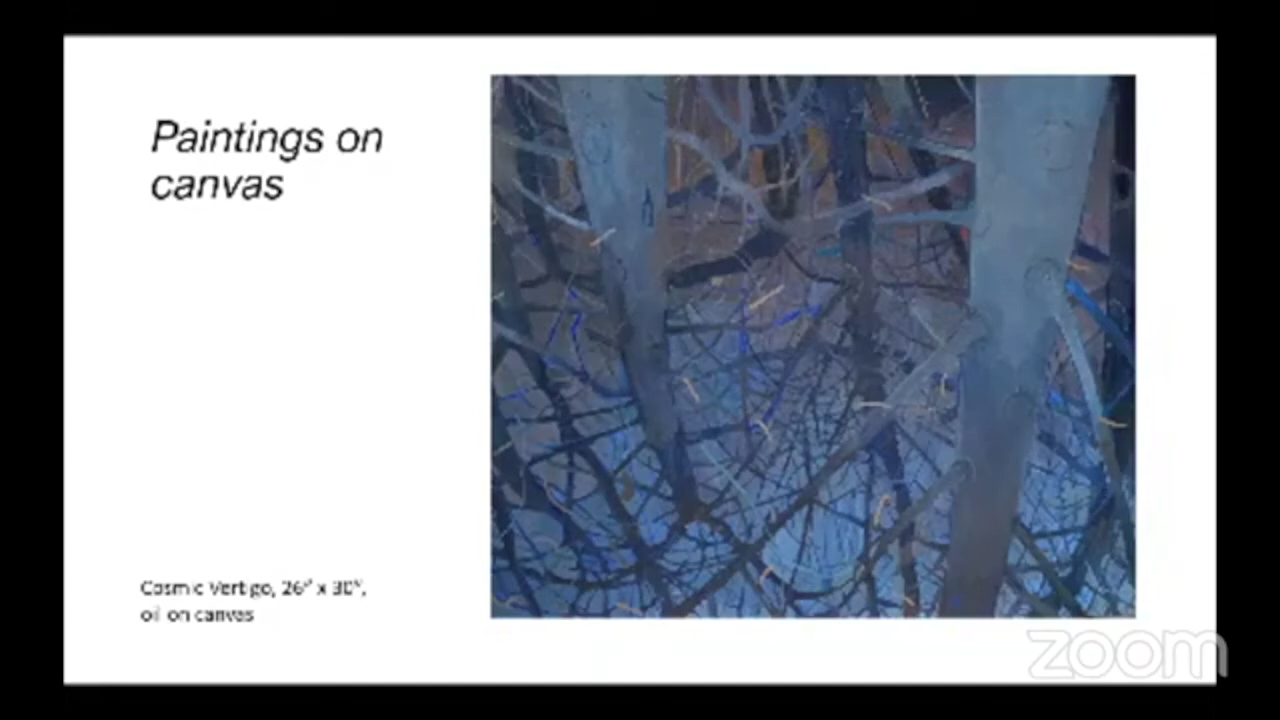 Paintings on
canvas
Cosmic Vertigo, 26" x 30",
oil on canvas
zoom